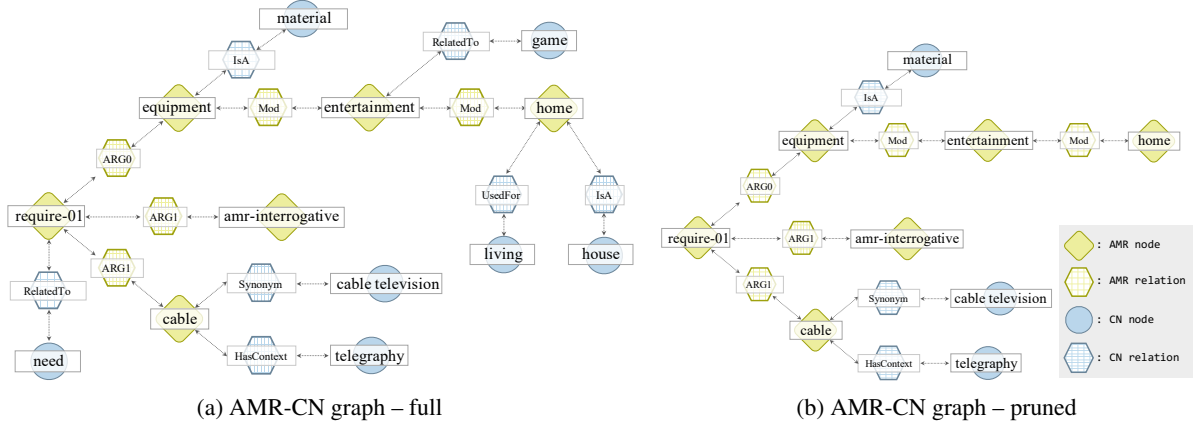 material
IsA
RelatedTo
game
equipment
Mod
entertainment
Mod
home
ARG0
UsedFor
IsA
require-01
ARG1
amr-interrogative
living
house
ARG1
RelatedTo
Synonym
cable television
cable
need
HasContext
telegraphy
(a) AMR-CN graph – full
material
IsA
equipment
Mod
entertainment
Mod
home
ARG0
require-01
ARG1
amr-interrogative
ARG1
Synonym
cable television
cable
HasContext
telegraphy
: AMR node
: AMR relation
: CN node
: CN relation
(b) AMR-CN graph – pruned